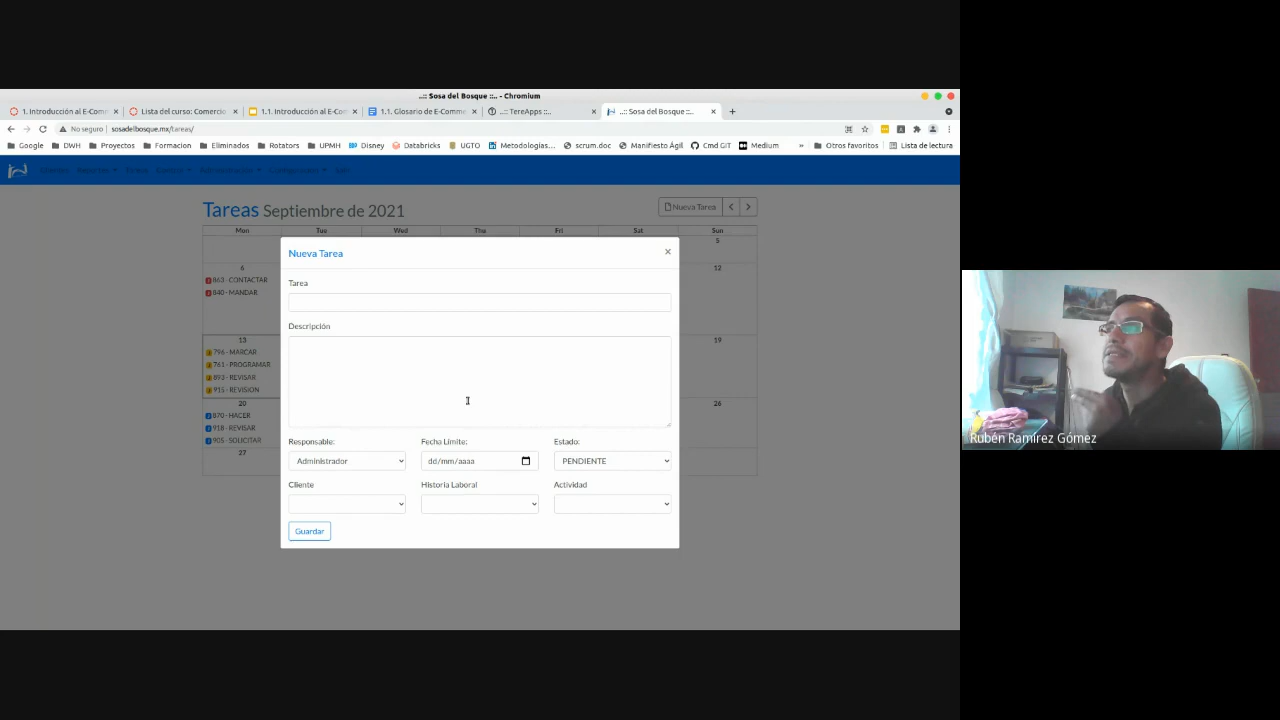 ..:: Sosa del Bosque ::.. - Chromium
1. Introducción al E-Com
Lista del curso: Comercio
1.1. Introducción al E-Com
1.1. Glosario de E-Comme
..:: TereApps ::..
..:: Sosa del Bosque ::..
No seguro
sosadelbosque.mx/tareas/
Google
DWH
Proyectos
Formacion
Eliminados
Rotators
UPMH
Disney
Databricks
UGTO
Metodologías...
scrum.doc
Manifiesto Ágil
Cmd GIT
Medium
»
Otros favoritos
Lista de lectura
Tareas Septiembre de 2021
Nueva Tarea
Mon Tue Wed Thu Fri Sat Sun
5
6
12
863 - CONTACTAR
840 - MANDAR
13
19
796 - MARCAR
761 - PROGRAMAR
893 - REVISAR
915 - REVISION
20
26
870 - HACER
918 - REVISAR
905 - SOLICITAR
27
Nueva Tarea
×
Tarea
Descripción
Responsable:
Fecha Límite:
Estado:
Administrador
dd/mm/aaaa
PENDIENTE
Cliente
Historia Laboral
Actividad
Guardar
Rubén Ramírez Gómez